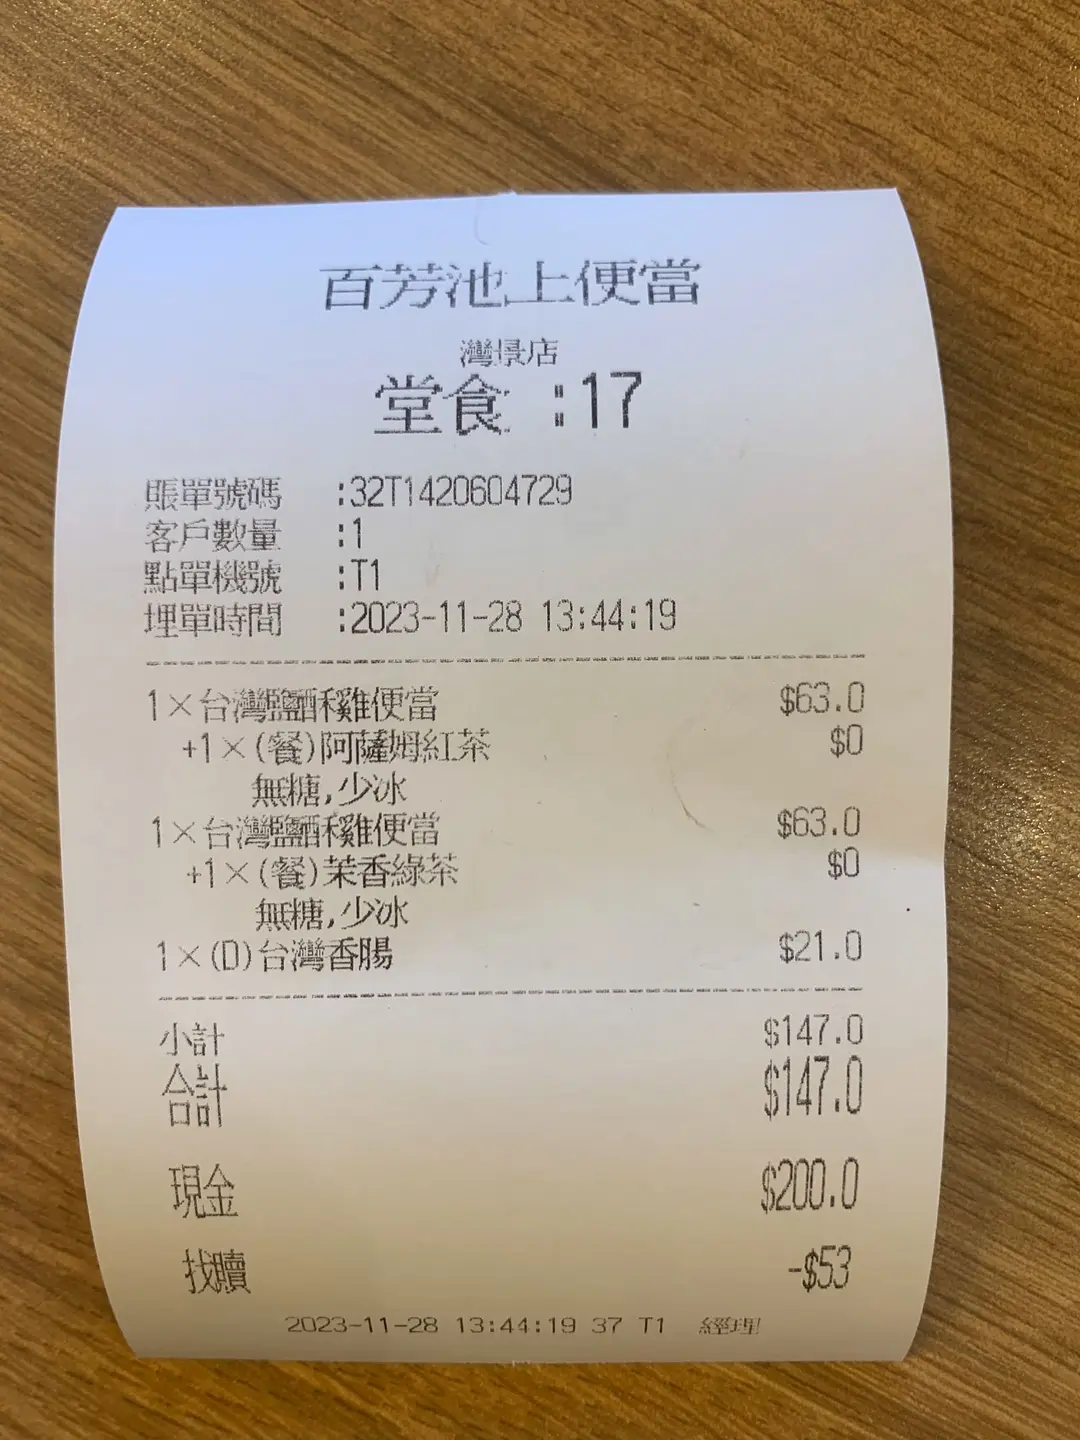 百芳池上便當
灣景店
堂食 :17
賬單號碼 :32T1420604729
客戶數量 :1
點單機號 :T1
埋單時間 :2023-11-28 13:44:19
1×台灣鹽酥雞便當 $63.0
+1×(餐)阿薩姆紅茶 $0
無糖,少冰
1×台灣鹽酥雞便當 $63.0
+1×(餐)茉香綠茶 $0
無糖,少冰
1×(D)台灣香腸 $21.0
小計 $147.0
合計 $147.0
現金 $200.0
找贖 -$53
2023-11-28 13:44:19 37 T1 經理